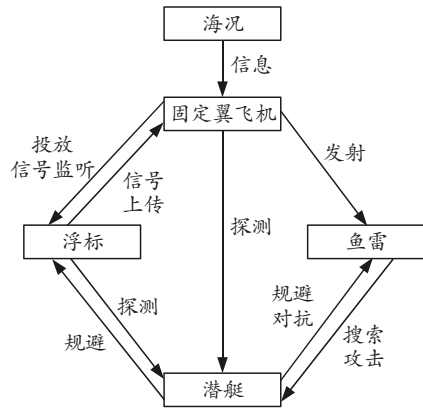 海况
信息
固定翼飞机
投放
信号监听
信号
上传
发射
探测
浮标
鱼雷
探测
规避
规避
对抗
搜索
攻击
潜艇